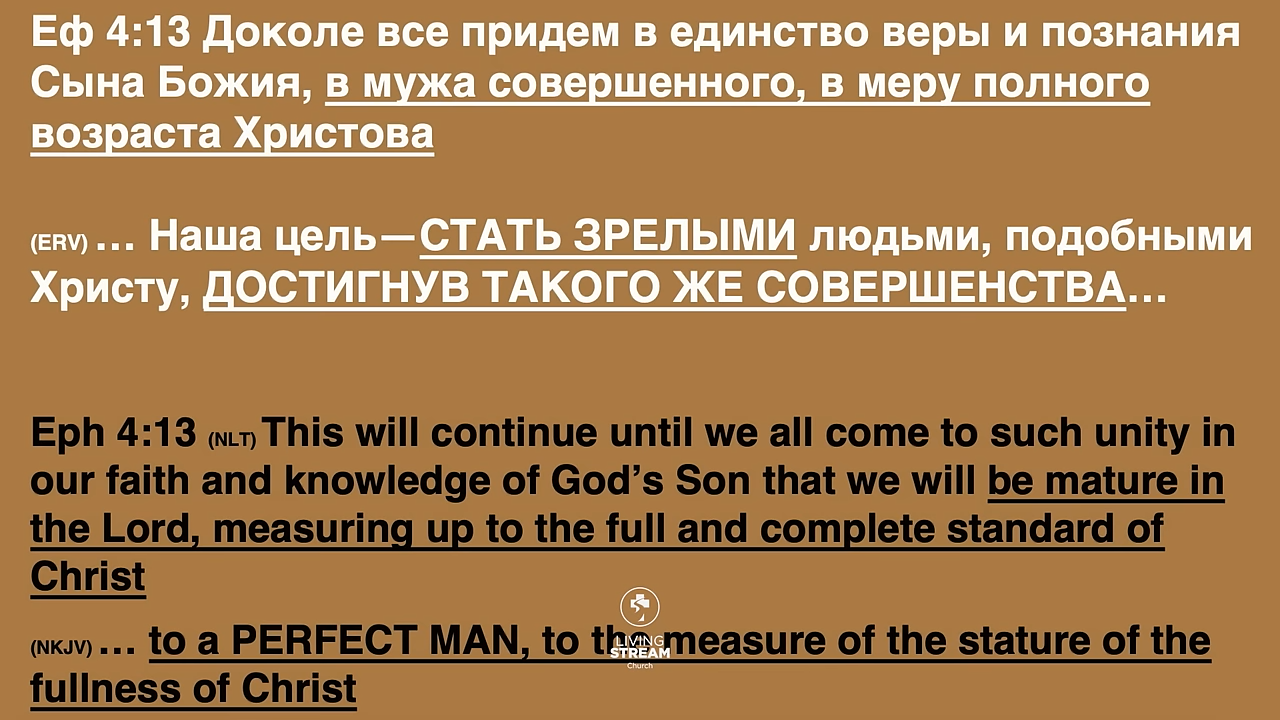 Еф 4:13 Доколе все придем в единство веры и познания
Сына Божия, в мужа совершенного, в меру полного
возраста Христова
(ERV) … Наша цель—СТАТЬ ЗРЕЛЫМИ людьми, подобными
Христу, ДОСТИГНУВ ТАКОГО ЖЕ СОВЕРШЕНСТВА…
Eph 4:13 (NLT) This will continue until we all come to such unity in
our faith and knowledge of God’s Son that we will be mature in
the Lord, measuring up to the full and complete standard of
Christ
(NKJV) … to a PERFECT MAN, to the measure of the stature of the
fullness of Christ
LIVING
STREAM
Church